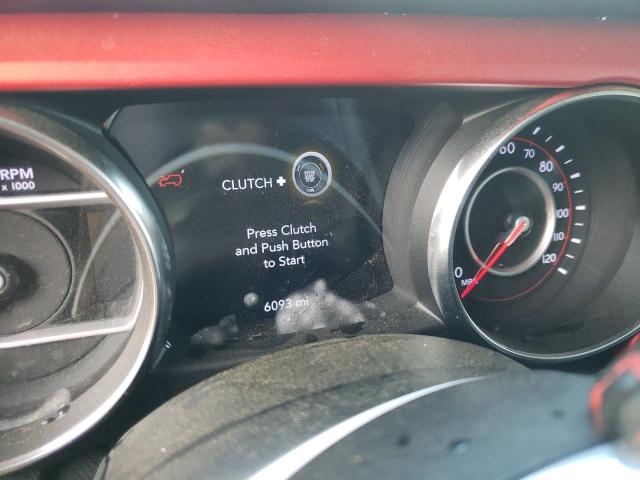 RPM
x 1000
CLUTCH +
Press Clutch
and Push Button
to Start
6093 mi
0
60
70
80
90
100
110
120